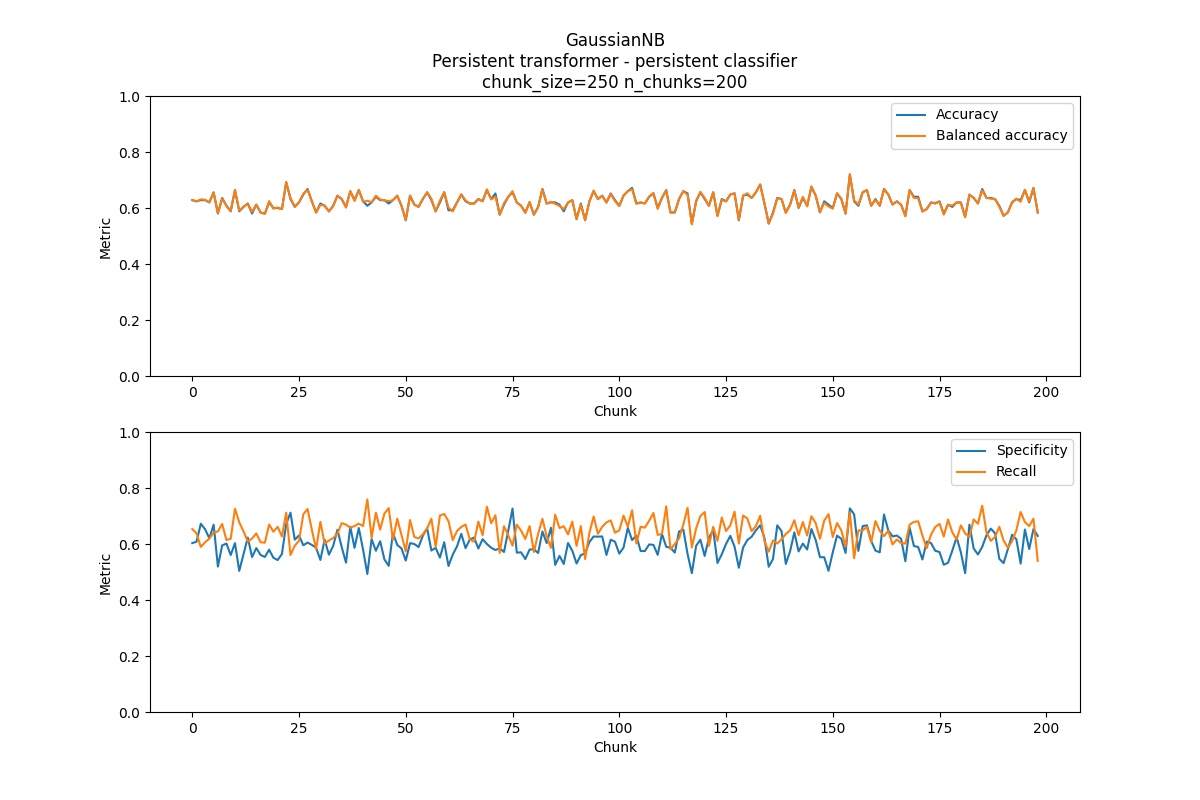 GaussianNB
Persistent transformer - persistent classifier
chunk_size=250 n_chunks=200
1.0
0.8
0.6
0.4
0.2
0.0
Metric
Accuracy
Balanced accuracy
0 25 50 75 100 125 150 175 200
Chunk
1.0
0.8
0.6
0.4
0.2
0.0
Metric
Specificity
Recall
0 25 50 75 100 125 150 175 200
Chunk